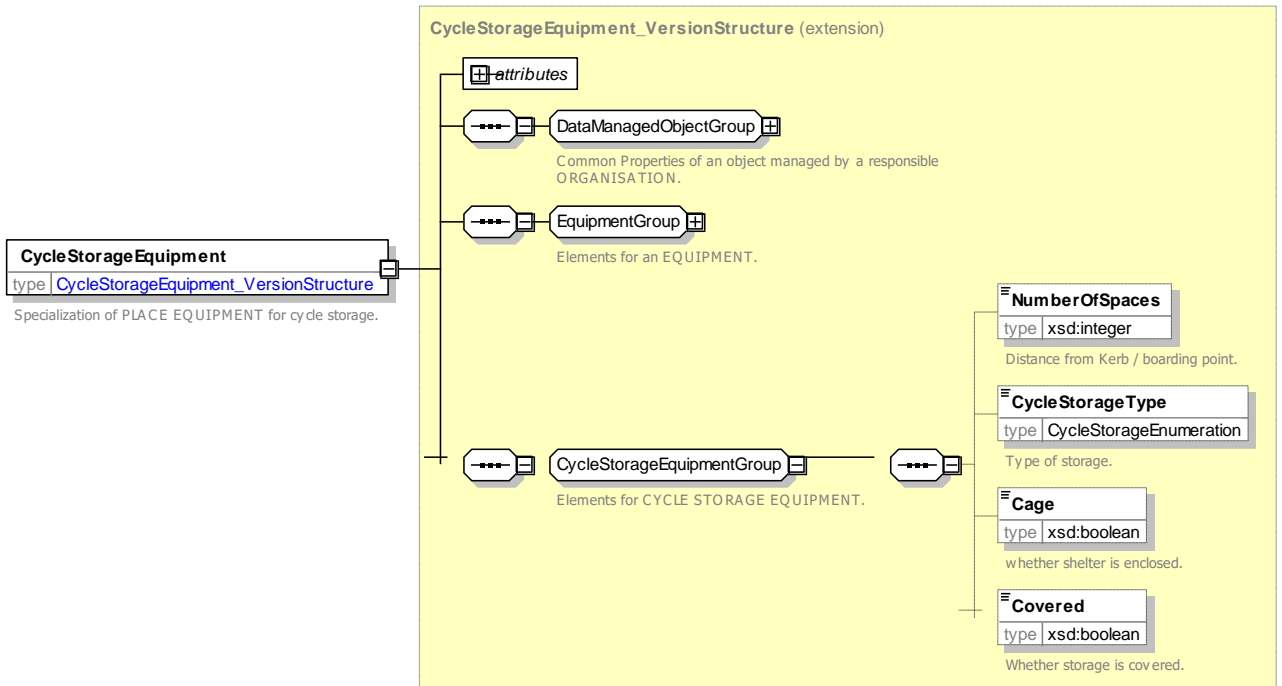 CycleStorageEquipment_VersionStructure (extension)
attributes
DataManagedObjectGroup
Common Properties of an object managed by a responsible
ORGANISATION.
EquipmentGroup
Elements for an EQUIPMENT.
CycleStorageEquipment
type CycleStorageEquipment_VersionStructure
Specialization of PLACE EQUIPMENT for cycle storage.
CycleStorageEquipmentGroup
Elements for CYCLE STORAGE EQUIPMENT.
NumberOfSpaces
type xsd:integer
Distance from Kerb / boarding point.
CycleStorageType
type CycleStorageEnumeration
Type of storage.
Cage
type xsd:boolean
whether shelter is enclosed.
Covered
type xsd:boolean
Whether storage is covered.